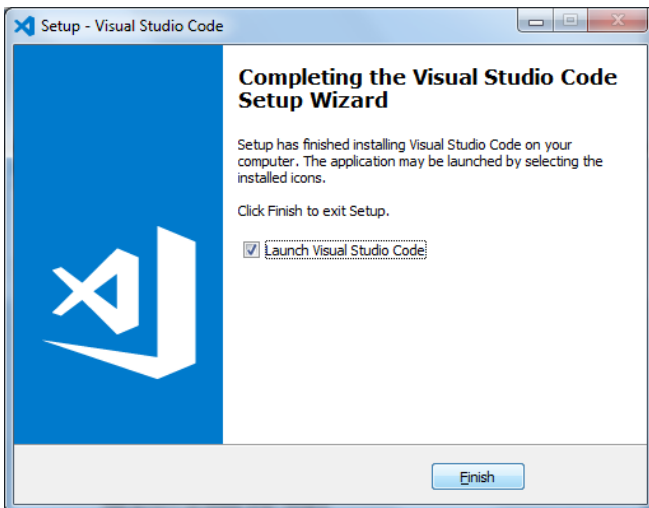 Setup - Visual Studio Code
Completing the Visual Studio Code
Setup Wizard
Setup has finished installing Visual Studio Code on your
computer. The application may be launched by selecting the
installed icons.
Click Finish to exit Setup.
Launch Visual Studio Code
Finish